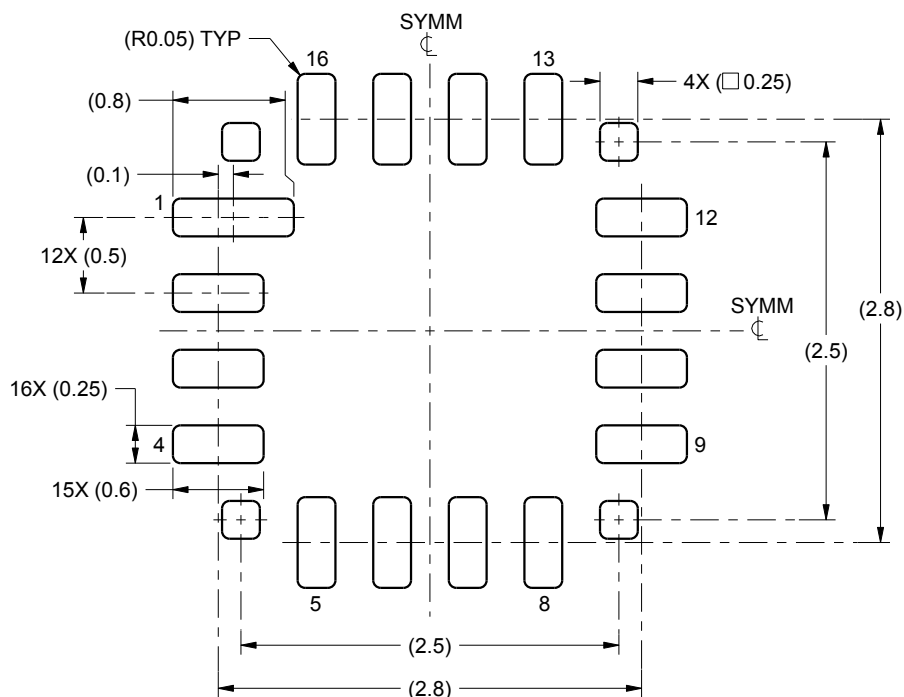 SYMM
℄
(R0.05) TYP
16
13
4X (□ 0.25)
(0.8)
(0.1)
1
12
12X (0.5)
SYMM
℄
(2.8)
(2.5)
16X (0.25)
4
9
15X (0.6)
5
8
(2.5)
(2.8)